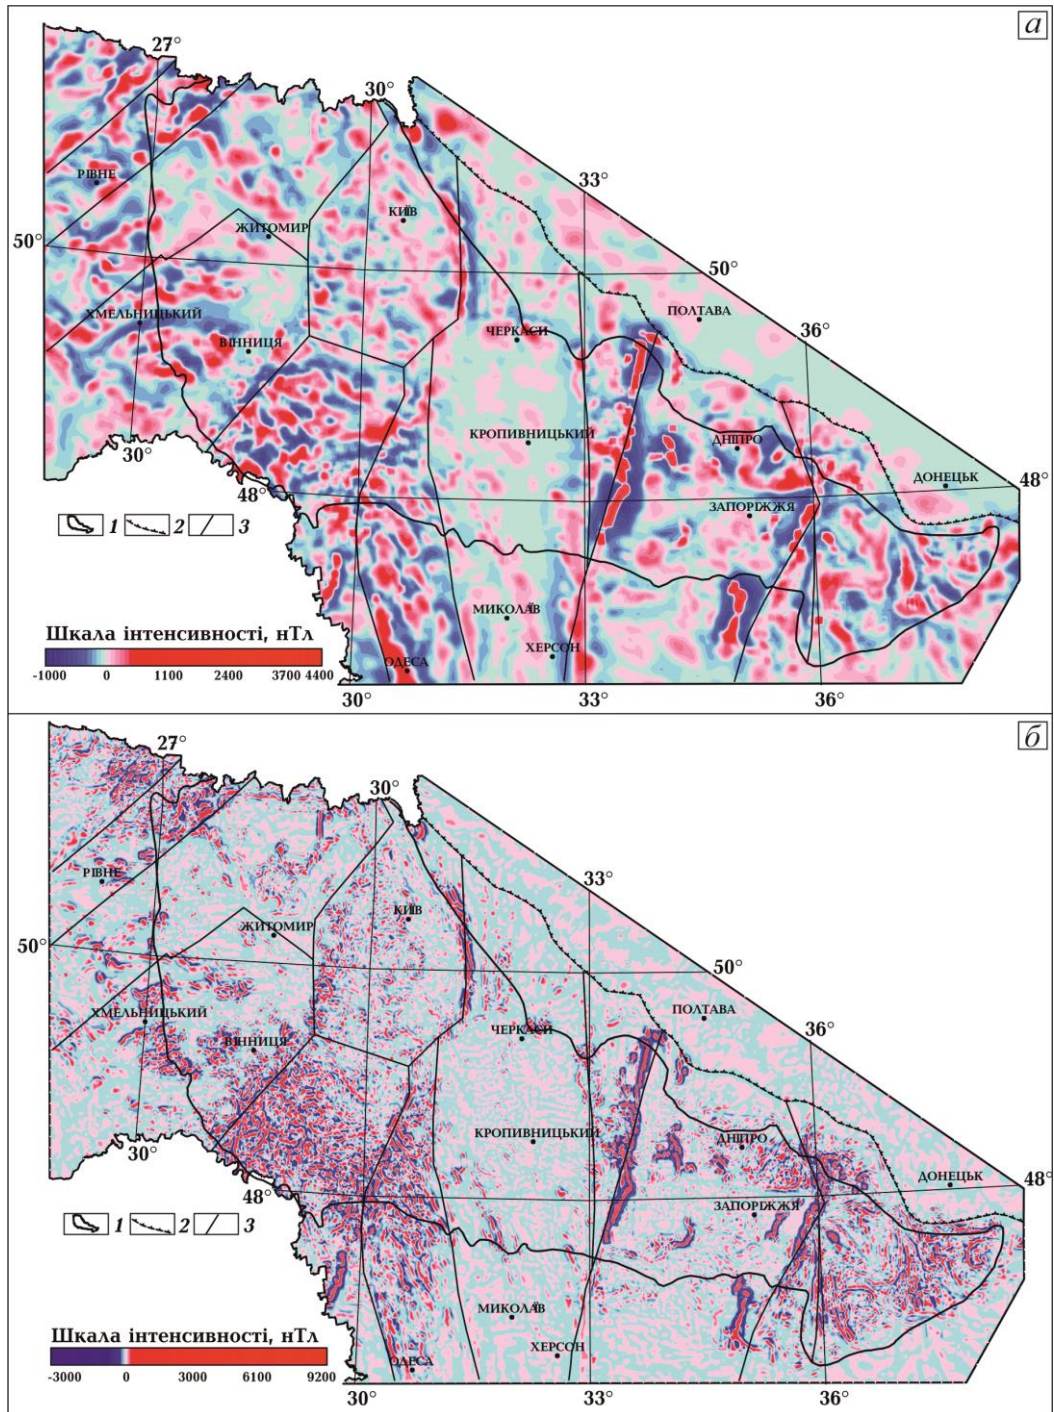 а
27°
30°
РІВНЕ
КИЇВ
33°
ЖИТОМИР
50°
50°
ХМЕЛЬНИЦЬКИЙ
ПОЛТАВА
ЧЕРКАСИ
36°
ВІННИЦЯ
КРОПИВНИЦЬКИЙ
ДНІПРО
30°
ДОНЕЦЬК
48°
48°
ЗАПОРІЖЖЯ
1 2 3
МИКОЛАЇВ
Шкала інтенсивності, нТл
ХЕРСОН
ОДЕСА
-1000 0 1100 2400 3700 4400
30° 33° 36°
б
27°
30°
РІВНЕ
33°
КИЇВ
ЖИТОМИР
50°
50°
ПОЛТАВА
ХМЕЛЬНИЦЬКИЙ
36°
ЧЕРКАСИ
ВІННИЦЯ
КРОПИВНИЦЬКИЙ
ДНІПРО
30°
ДОНЕЦЬК
48°
48°
ЗАПОРІЖЖЯ
1 2 3
МИКОЛАЇВ
Шкала інтенсивності, нТл
ХЕРСОН
ОДЕСА
-3000 0 3000 6100 9200
30° 33° 36°